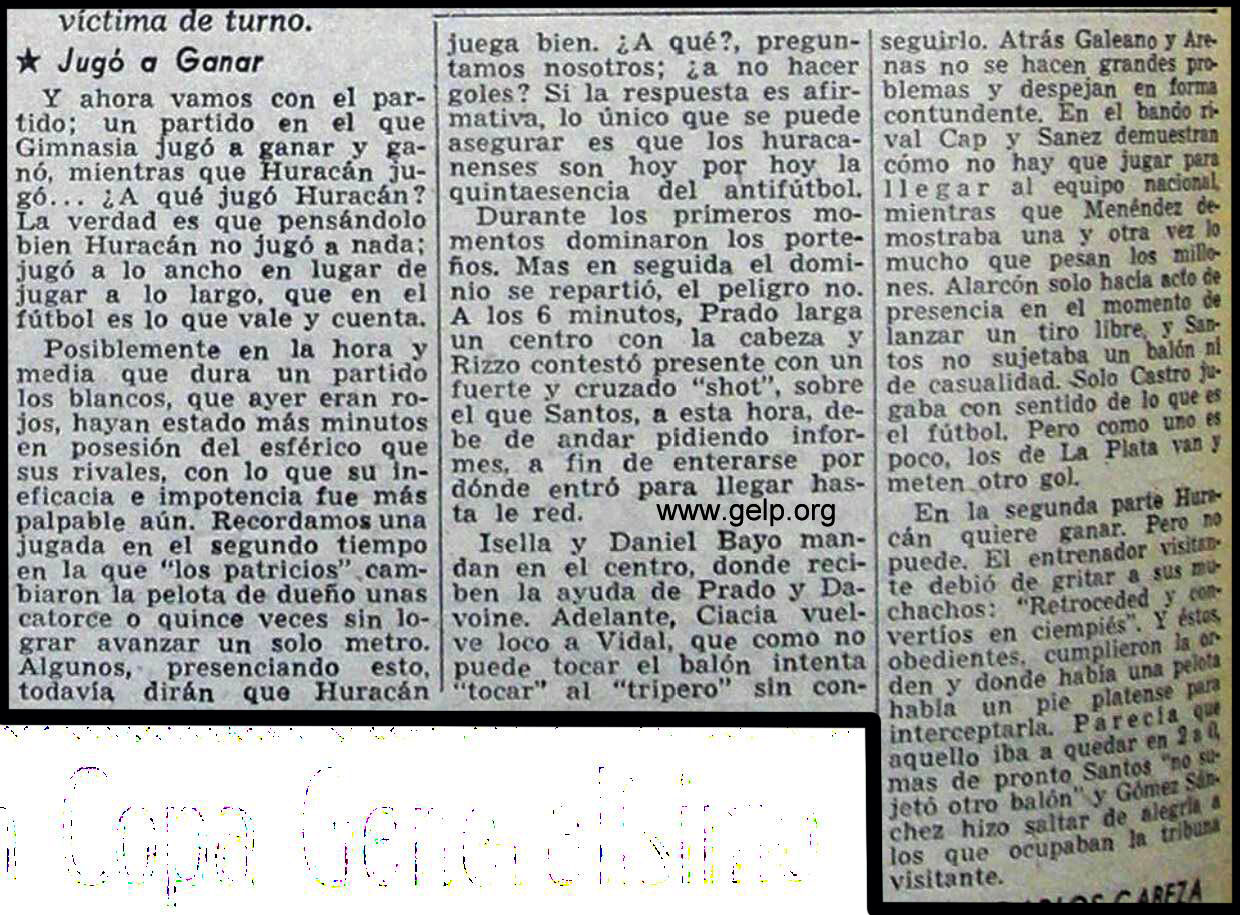 víctima de turno.
★ Jugó a Ganar
Y ahora vamos con el par-
tido; un partido en el que
Gimnasia jugó a ganar y ga-
nó, mientras que Huracán ju-
gó... ¿A qué jugó Huracán?
La verdad es que pensándolo
bien Huracán no jugó a nada;
jugó a lo ancho en lugar de
jugar a lo largo, que en el
fútbol es lo que vale y cuenta.
Posiblemente en la hora y
media que dura un partido
los blancos, que ayer eran ro-
jos, hayan estado más minutos
en posesión del esférico que
sus rivales, con lo que su in-
eficacia e impotencia fue más
palpable aún. Recordamos una
jugada en el segundo tiempo
en la que "los patricios" cam-
biaron la pelota de dueño unas
catorce o quince veces sin lo-
grar avanzar un solo metro.
Algunos, presenciando esto,
todavía dirán que Huracán
juega bien. ¿A qué?, pregun-
tamos nosotros; ¿a no hacer
goles? Si la respuesta es afir-
mativa, lo único que se puede
asegurar es que los huraca-
nenses son hoy por hoy la
quintaesencia del antifútbol.
Durante los primeros mo-
mentos dominaron los porte-
ños. Mas en seguida el domi-
nio se repartió, el peligro no.
A los 6 minutos, Prado larga
un centro con la cabeza y
Rizzo contestó presente con un
fuerte y cruzado "shot", sobre
el que Santos, a esta hora, de-
be de andar pidiendo infor-
mes, a fin de enterarse por
dónde entró para llegar has-
ta le red.
www.gelp.org
Isella y Daniel Bayo man-
dan en el centro, donde reci-
ben la ayuda de Prado y Da-
voine. Adelante, Ciacia vuel-
ve loco a Vidal, que como no
puede tocar el balón intenta
"tocar" al "tripero" sin con-
seguirlo. Atrás Galeano y Are-
nas no se hacen grandes pro-
blemas y despejan en forma
contundente. En el bando ri-
val Cap y Sanez demuestran
cómo no hay que jugar para
llegar al equipo nacional,
mientras que Menéndez de-
mostraba una y otra vez lo
mucho que pesan los millo-
nes. Alarcón solo hacía acto de
presencia en el momento de
lanzar un tiro libre, y San-
tos no sujetaba un balón ni
de casualidad. Solo Castro ju-
gaba con sentido de lo que es
el fútbol. Pero como uno es
poco, los de La Plata van y
meten otro gol.
En la segunda parte Hura-
cán quiere ganar. Pero no
puede. El entrenador visitan-
te debió de gritar a sus mu-
chachos: "Retroceded y con-
vertíos en ciempiés". Y éstos,
obedientes, cumplieron la or-
den y donde había una pelota
había un pie platense para
interceptarla. Parecía que
aquello iba a quedar en 2 a 0,
mas de pronto Santos "no su-
jetó otro balón" y Gómez Sán-
chez hizo saltar de alegría a
los que ocupaban la tribuna
visitante.
CABEZA
Copa Generalísimo